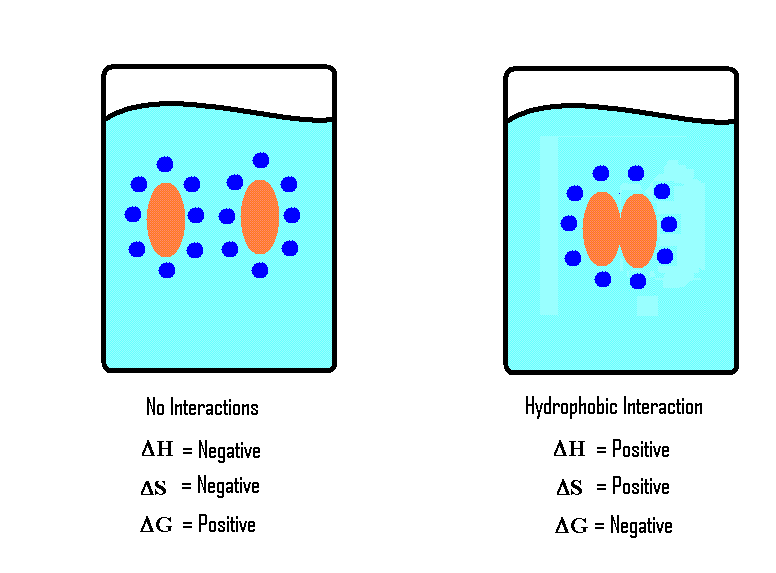 No Interactions
ΔH = Negative
ΔS = Negative
ΔG = Positive
Hydrophobic Interaction
ΔH = Positive
ΔS = Positive
ΔG = Negative